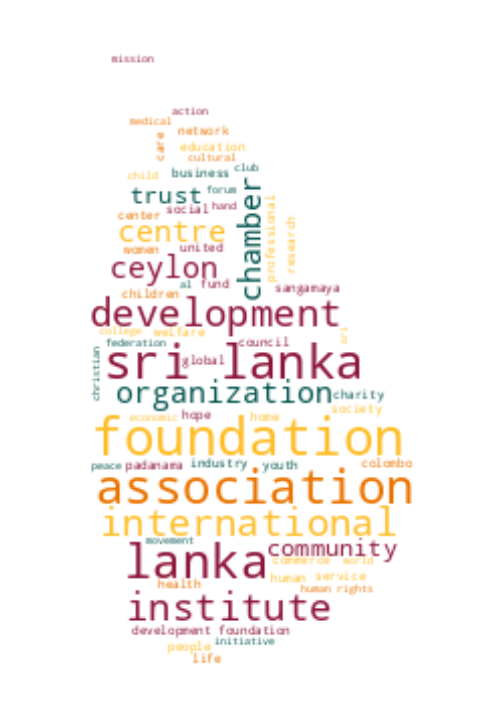 mission
action
medical
network
care
education
cultural
child
business
club
trust
forum
social
hand
chamber
professional
center
centre
research
women
united
ceylon
al
fund
sangamaya
children
development
college
welfare
sri
federation
council
christian
sri lanka
global
organization
charity
society
economic
hope
home
foundation
peace
padanama
industry
youth
colombo
association
international
movement
lanka
community
commerce
world
human
service
health
human rights
institute
development foundation
initiative
people
life